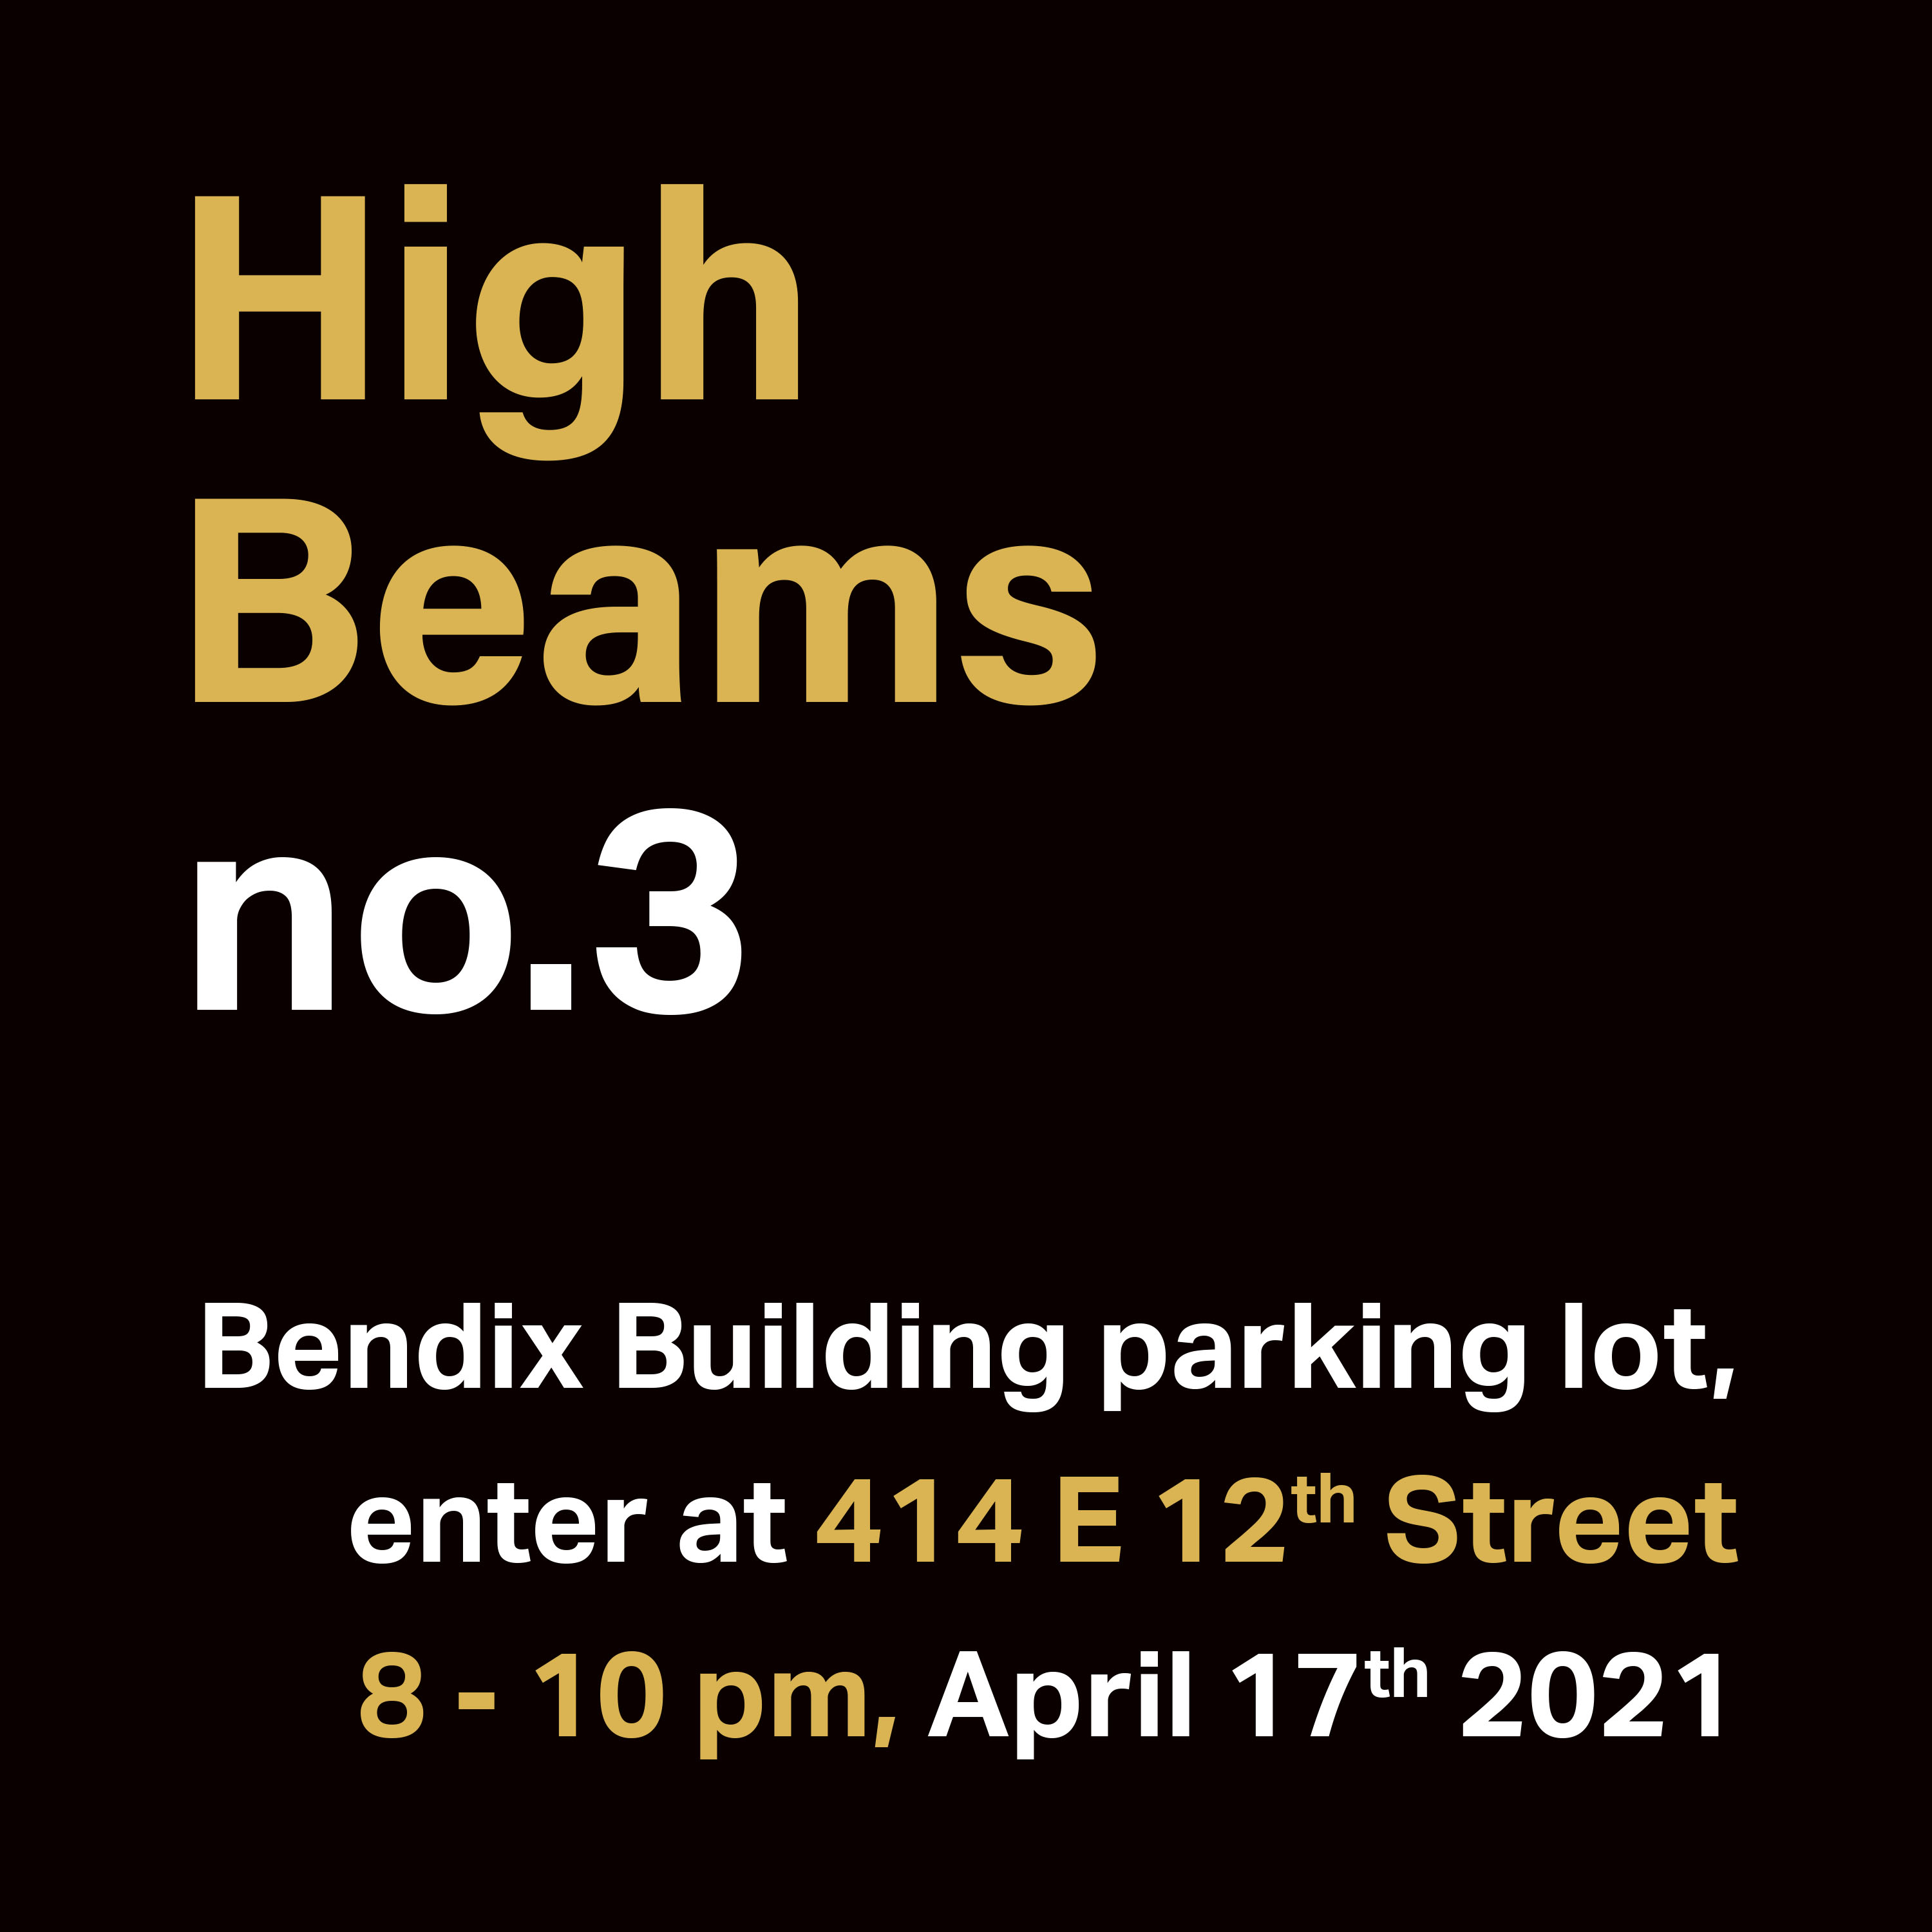 High
Beams
no.3
Bendix Building parking lot,
enter at 414 E 12th Street
8 - 10 pm, April 17th 2021